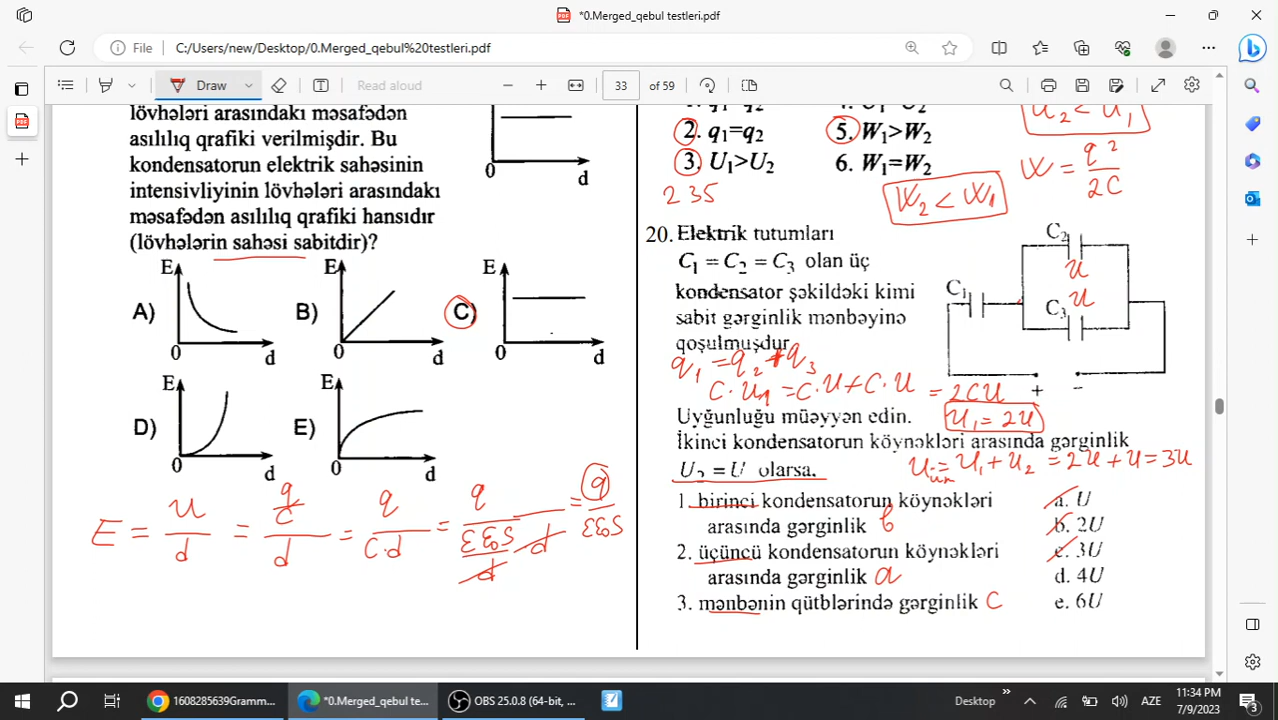 *0.Merged_qebul testleri.pdf
File C:/Users/new/Desktop/0.Merged_qebul%20testleri.pdf
Draw Read aloud 33 of 59
lövhələri arasındakı məsafədən
asılılıq qrafiki verilmişdir. Bu
kondensatorun elektrik sahəsinin
intensivliyinin lövhələri arasındakı
məsafədən asılılıq qrafiki hansıdır
(lövhələrin sahəsi sabitdir)?
0 d
A) E 0 d
B) E 0 d
C) E 0 d
D) E 0 d
E) E 0 d
E = u/d = (q/c)/d = q/(c·d) = q/((εε₀S/d)·d) = q/(εε₀S)
2. q₁=q₂ 5. W₁>W₂
3. U₁>U₂ 6. W₁=W₂
2 3 5
U₂ < U₁
W = q²/2C
W₂ < W₁
20. Elektrik tutumları
C₁ = C₂ = C₃ olan üç
kondensator şəkildəki kimi
sabit gərginlik mənbəyinə
qoşulmuşdur
C₂
u
C₁ u
C₃
+ −
q₁ = q₂ + q₃
C·U₁ = C·U + C·U = 2CU
U₁ = 2U
Uyğunluğu müəyyən edin.
İkinci kondensatorun köynəkləri arasında gərginlik
U₂ = U olarsa.
= U₁ + U₂ = 2U + U = 3U
1. birinci kondensatorun köynəkləri a. U
arasında gərginlik b b. 2U
2. üçüncü kondensatorun köynəkləri c. 3U
arasında gərginlik a d. 4U
3. mənbənin qütblərində gərginlik c e. 6U
1608285639Gramm... *0.Merged_qebul te... OBS 25.0.8 (64-bit, ... Desktop AZE 11:34 PM
7/9/2023 3